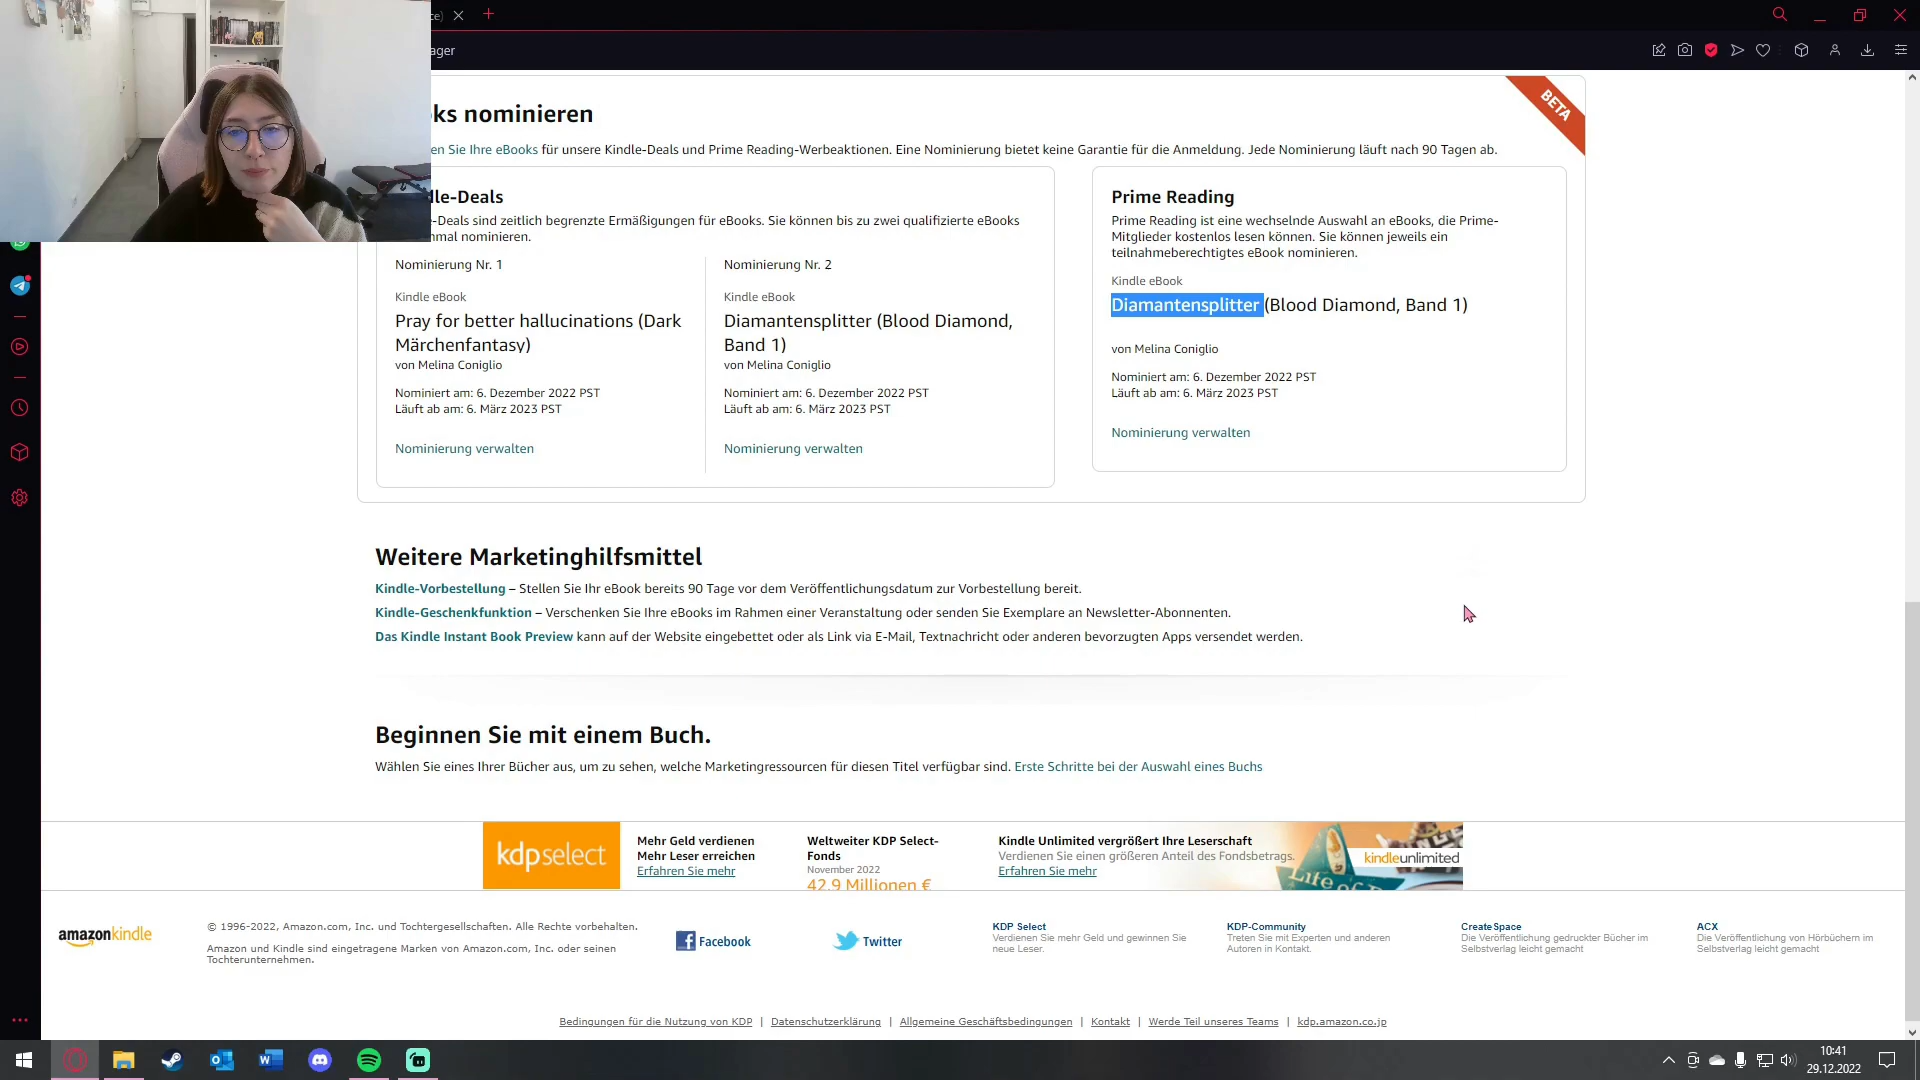 ce)
ager
ks nominieren
BETA
en Sie Ihre eBooks für unsere Kindle-Deals und Prime Reading-Werbeaktionen. Eine Nominierung bietet keine Garantie für die Anmeldung. Jede Nominierung läuft nach 90 Tagen ab.
le-Deals
-Deals sind zeitlich begrenzte Ermäßigungen für eBooks. Sie können bis zu zwei qualifizierte eBooks
nmal nominieren.
Nominierung Nr. 1
Kindle eBook
Pray for better hallucinations (Dark
Märchenfantasy)
von Melina Coniglio
Nominiert am: 6. Dezember 2022 PST
Läuft ab am: 6. März 2023 PST
Nominierung verwalten
Nominierung Nr. 2
Kindle eBook
Diamantensplitter (Blood Diamond,
Band 1)
von Melina Coniglio
Nominiert am: 6. Dezember 2022 PST
Läuft ab am: 6. März 2023 PST
Nominierung verwalten
Prime Reading
Prime Reading ist eine wechselnde Auswahl an eBooks, die Prime-
Mitglieder kostenlos lesen können. Sie können jeweils ein
teilnahmeberechtigtes eBook nominieren.
Kindle eBook
Diamantensplitter (Blood Diamond, Band 1)
von Melina Coniglio
Nominiert am: 6. Dezember 2022 PST
Läuft ab am: 6. März 2023 PST
Nominierung verwalten
Weitere Marketinghilfsmittel
Kindle-Vorbestellung – Stellen Sie Ihr eBook bereits 90 Tage vor dem Veröffentlichungsdatum zur Vorbestellung bereit.
Kindle-Geschenkfunktion – Verschenken Sie Ihre eBooks im Rahmen einer Veranstaltung oder senden Sie Exemplare an Newsletter-Abonnenten.
Das Kindle Instant Book Preview kann auf der Website eingebettet oder als Link via E-Mail, Textnachricht oder anderen bevorzugten Apps versendet werden.
Beginnen Sie mit einem Buch.
Wählen Sie eines Ihrer Bücher aus, um zu sehen, welche Marketingressourcen für diesen Titel verfügbar sind. Erste Schritte bei der Auswahl eines Buchs
kdpselect
Mehr Geld verdienen
Mehr Leser erreichen
Erfahren Sie mehr
Weltweiter KDP Select-
Fonds
November 2022
42,9 Millionen €
Kindle Unlimited vergrößert Ihre Leserschaft
Verdienen Sie einen größeren Anteil des Fondsbetrags.
Erfahren Sie mehr
Life of
kindleunlimited
amazonkindle
© 1996-2022, Amazon.com, Inc. und Tochtergesellschaften. Alle Rechte vorbehalten.
Amazon und Kindle sind eingetragene Marken von Amazon.com, Inc. oder seinen
Tochterunternehmen.
Facebook
Twitter
KDP Select
Verdienen Sie mehr Geld und gewinnen Sie
neue Leser.
KDP-Community
Treten Sie mit Experten und anderen
Autoren in Kontakt.
CreateSpace
Die Veröffentlichung gedruckter Bücher im
Selbstverlag leicht gemacht
ACX
Die Veröffentlichung von Hörbüchern im
Selbstverlag leicht gemacht
Bedingungen für die Nutzung von KDP | Datenschutzerklärung | Allgemeine Geschäftsbedingungen | Kontakt | Werde Teil unseres Teams | kdp.amazon.co.jp
10:41
29.12.2022